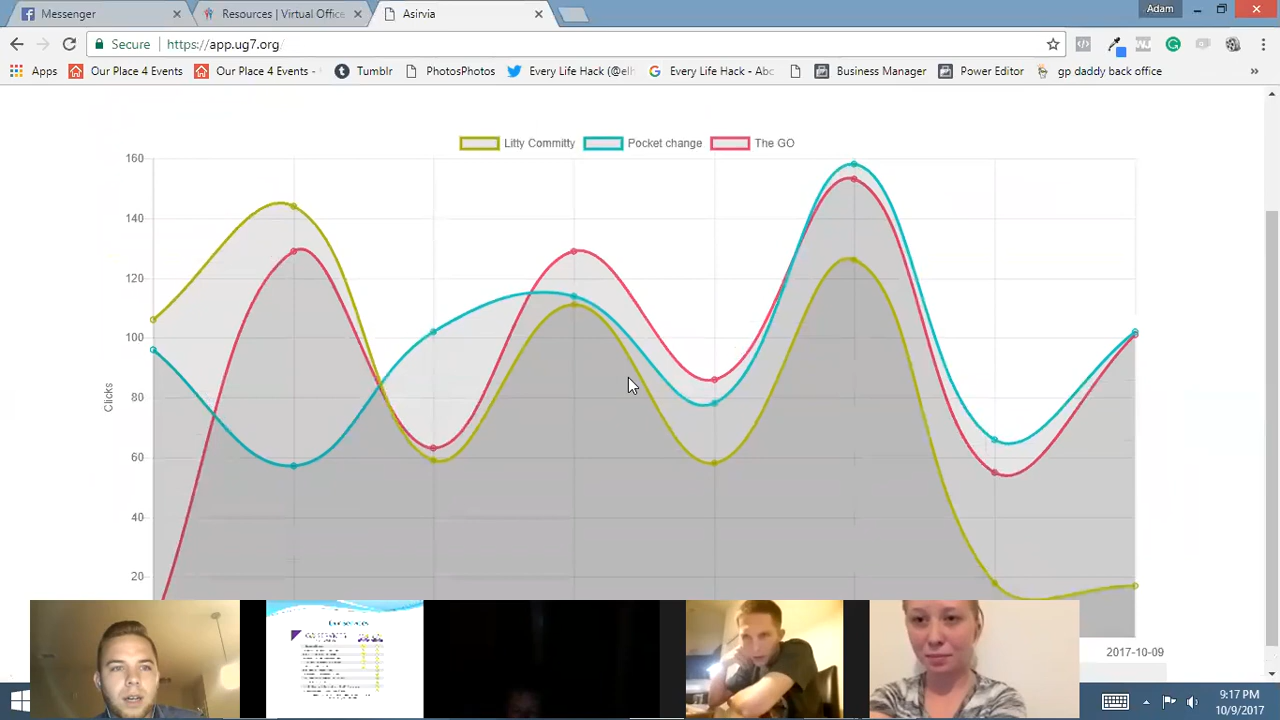 Messenger
Resources | Virtual Office
Asirvia
Adam
Secure
https://app.ug7.org/
Apps
Our Place 4 Events -
Our Place 4 Events -
Tumblr
PhotosPhotos
Every Life Hack (@elh
Every Life Hack - Abc
Business Manager
Power Editor
gp daddy back office
»
Litty Committy
Pocket change
The GO
160
140
120
100
80
60
40
20
Clicks
2017-10-09
9:17 PM
10/9/2017